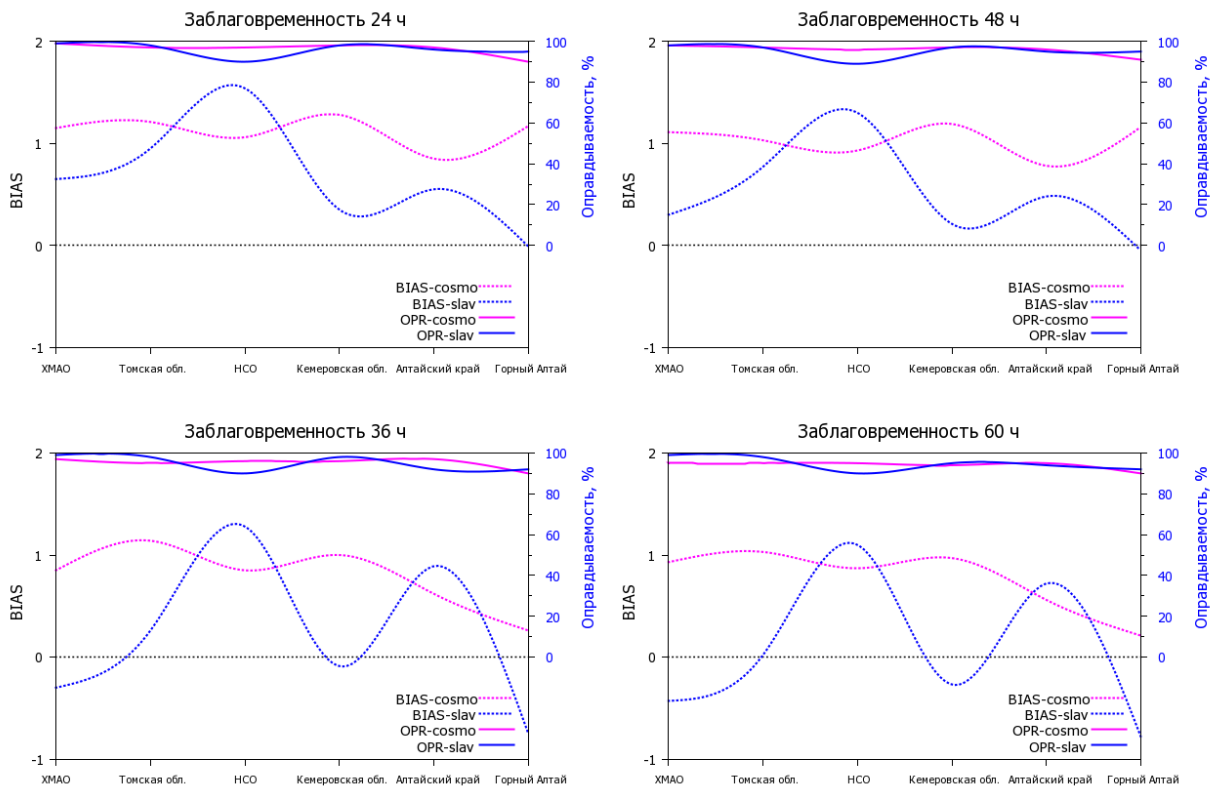 Заблаговременность 24 ч
2
1
0
-1
BIAS
100
80
60
40
20
0
Оправдываемость, %
BIAS-cosmo
BIAS-slav
OPR-cosmo
OPR-slav
ХМАО Томская обл. НСО Кемеровская обл. Алтайский край Горный Алтай
Заблаговременность 48 ч
2
1
0
-1
BIAS
100
80
60
40
20
0
Оправдываемость, %
BIAS-cosmo
BIAS-slav
OPR-cosmo
OPR-slav
ХМАО Томская обл. НСО Кемеровская обл. Алтайский край Горный Алтай
Заблаговременность 36 ч
2
1
0
-1
BIAS
100
80
60
40
20
0
Оправдываемость, %
BIAS-cosmo
BIAS-slav
OPR-cosmo
OPR-slav
ХМАО Томская обл. НСО Кемеровская обл. Алтайский край Горный Алтай
Заблаговременность 60 ч
2
1
0
-1
BIAS
100
80
60
40
20
0
Оправдываемость, %
BIAS-cosmo
BIAS-slav
OPR-cosmo
OPR-slav
ХМАО Томская обл. НСО Кемеровская обл. Алтайский край Горный Алтай